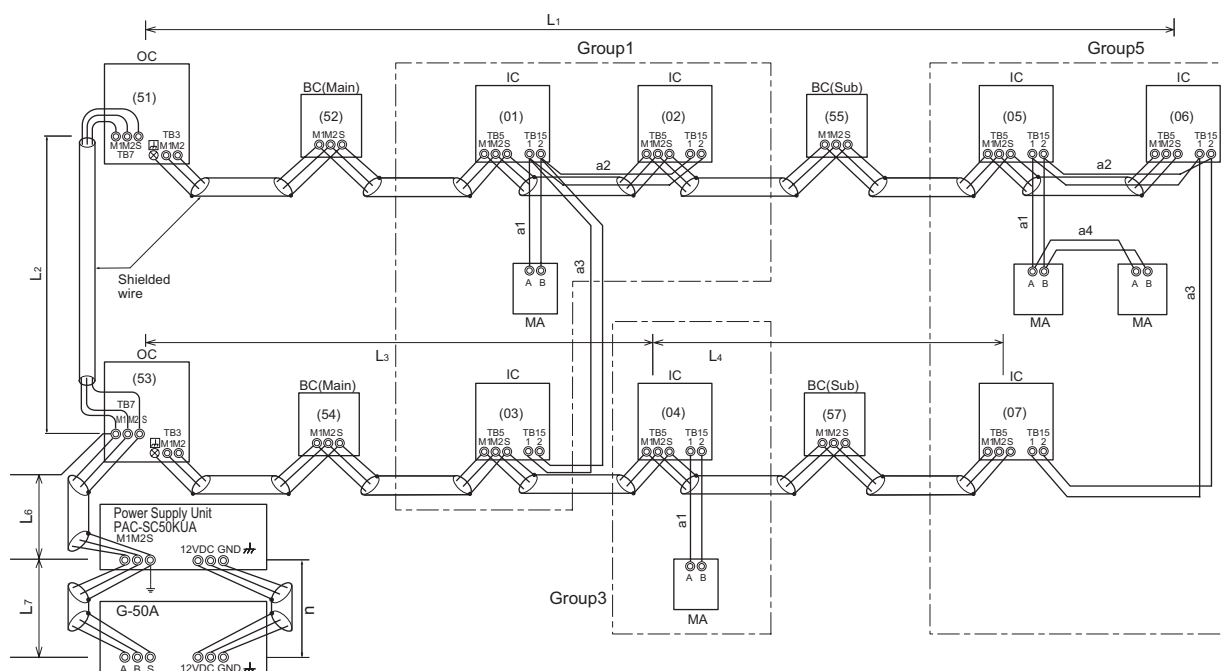 L1
Group1
Group5
OC
IC
IC
IC
IC
BC(Main)
BC(Sub)
(51)
(52)
(01)
(02)
(55)
(05)
(06)
TB3
M1M2S
TB5
TB15
TB5
TB15
M1M2S
TB5
TB15
TB5
TB15
M1M2S
M1M2
M1M2S
1 2
M1M2S
1 2
M1M2S
1 2
M1M2S
1 2
TB7
a2
a2
a1
a1
a4
L2
Shielded
wire
a3
a3
A B
A B
A B
MA
MA
MA
OC
L3
L4
IC
IC
IC
(53)
BC(Main)
BC(Sub)
(54)
(03)
(04)
(57)
(07)
TB7
M1 M2 S
TB3
M1M2S
TB5
TB15
TB5
TB15
M1M2S
TB5
TB15
M1M2
M1M2S
1 2
M1M2S
1 2
M1M2S
1 2
a1
L6
Power Supply Unit
PAC-SC50KUA
M1M2S
12VDC GND
A B
Group3
MA
L7
n
G-50A
A B S
12VDC GND